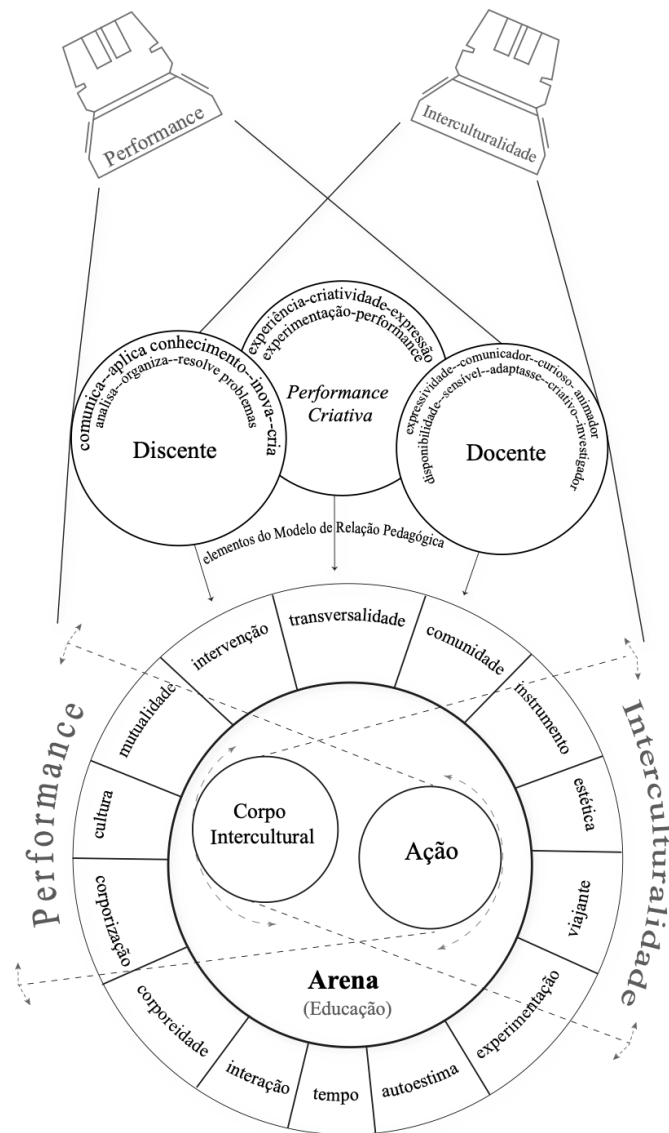 Performance
Interculturalidade
experiência-criatividade-expressão
experimentação-performance
Performance
Criativa
comunica--aplica conhecimento--inova--cria
analisa--organiza--resolve problemas
Discente
expressividade--comunicador--curioso- animador
disponibilidade--sensivel--adaptasse--criativo--investigador
Docente
elementos do Modelo de Relação Pedagógica
transversalidade
comunidade
instrumento
estética
viajante
experimentação
autoestima
tempo
interação
corporeidade
corporização
cultura
mutualidade
intervenção
Performance
Interculturalidade
Corpo
Intercultural
Ação
Arena
(Educação)